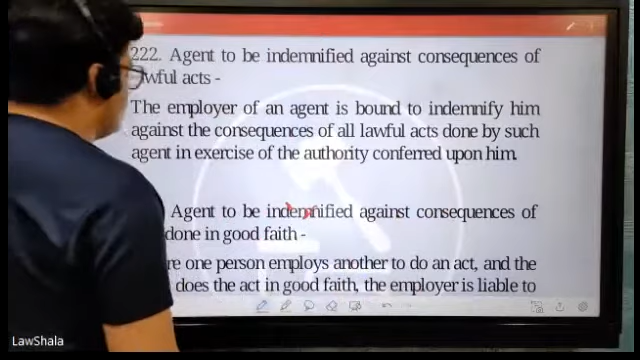 222. Agent to be indemnified against consequences of
lawful acts -
The employer of an agent is bound to indemnify him
against the consequences of all lawful acts done by such
agent in exercise of the authority conferred upon him.
Agent to be indemnified against consequences of
done in good faith -
one person employs another to do an act, and the
does the act in good faith, the employer is liable to
LawShala